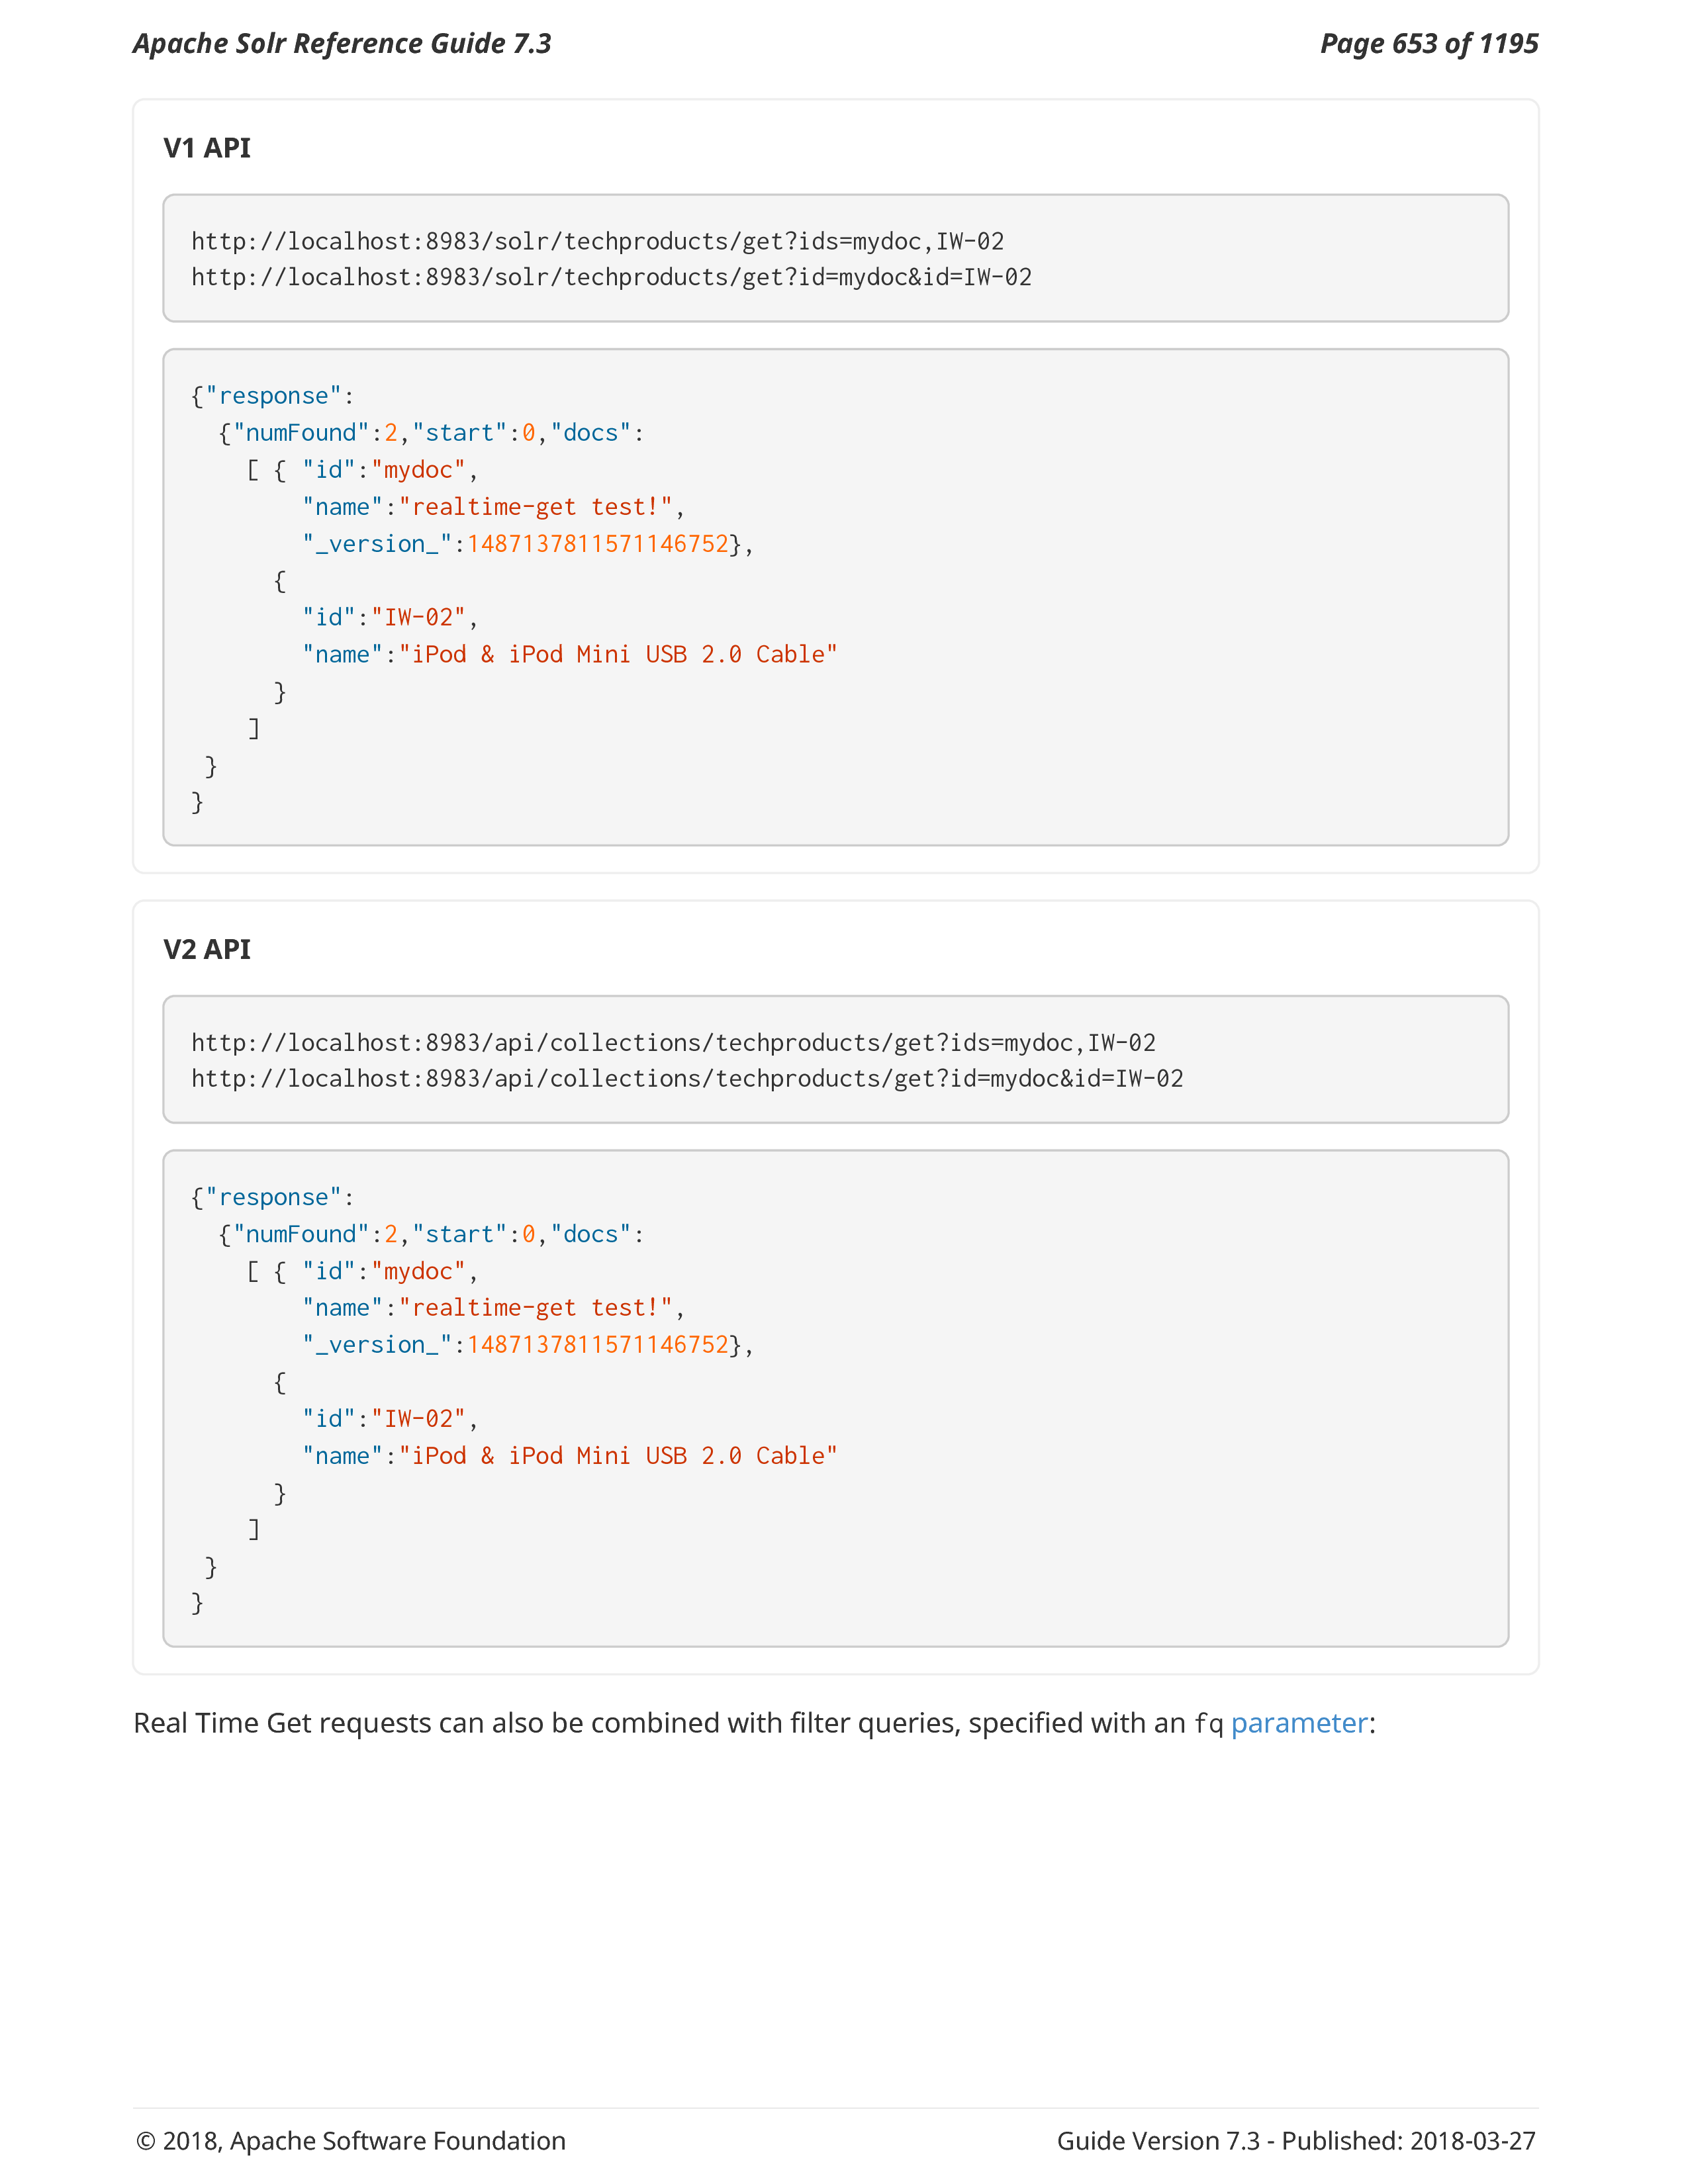 Apache Solr Reference Guide 7.3
Page 653 of 1195
V1 API
http://localhost:8983/solr/techproducts/get?ids=mydoc,IW-02
http://localhost:8983/solr/techproducts/get?id=mydoc&id=IW-02
{"response":
  {"numFound":2,"start":0,"docs":
    [ { "id":"mydoc",
        "name":"realtime-get test!",
        "_version_":1487137811571146752},
      {
        "id":"IW-02",
        "name":"iPod & iPod Mini USB 2.0 Cable"
      }
    ]
 }
}
V2 API
http://localhost:8983/api/collections/techproducts/get?ids=mydoc,IW-02
http://localhost:8983/api/collections/techproducts/get?id=mydoc&id=IW-02
{"response":
  {"numFound":2,"start":0,"docs":
    [ { "id":"mydoc",
        "name":"realtime-get test!",
        "_version_":1487137811571146752},
      {
        "id":"IW-02",
        "name":"iPod & iPod Mini USB 2.0 Cable"
      }
    ]
 }
}
Real Time Get requests can also be combined with filter queries, specified with an fq parameter:
© 2018, Apache Software Foundation
Guide Version 7.3 - Published: 2018-03-27